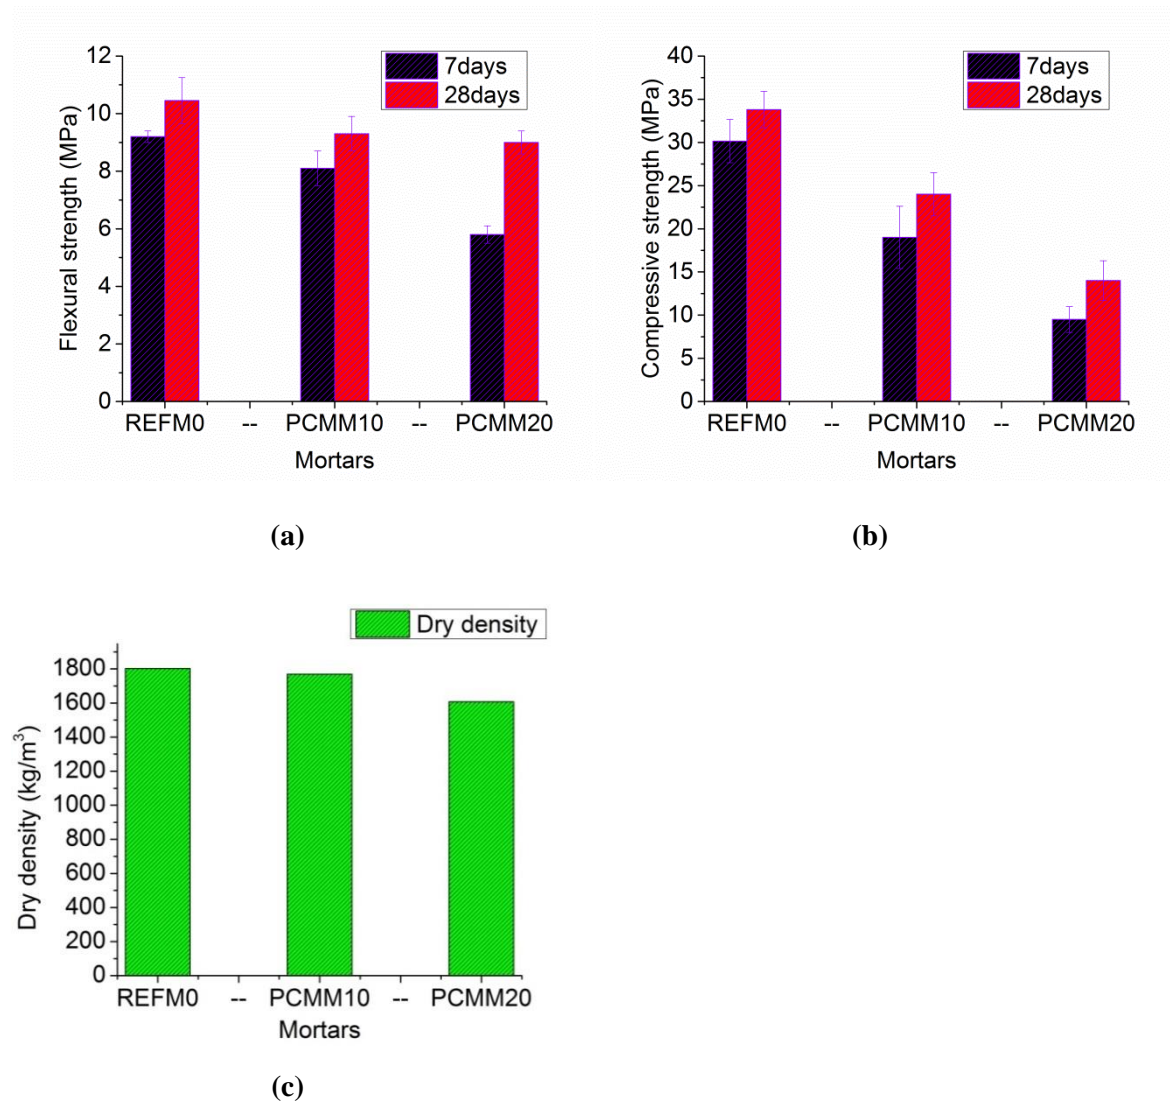 12
10
8
6
4
2
0
Flexural strength (MPa)
7days
28days
REFM0 -- PCMM10 -- PCMM20
Mortars
(a)
40
35
30
25
20
15
10
5
0
Compressive strength (MPa)
7days
28days
REFM0 -- PCMM10 -- PCMM20
Mortars
(b)
Dry density
1800
1600
1400
1200
1000
800
600
400
200
0
Dry density (kg/m³)
REFM0 -- PCMM10 -- PCMM20
Mortars
(c)